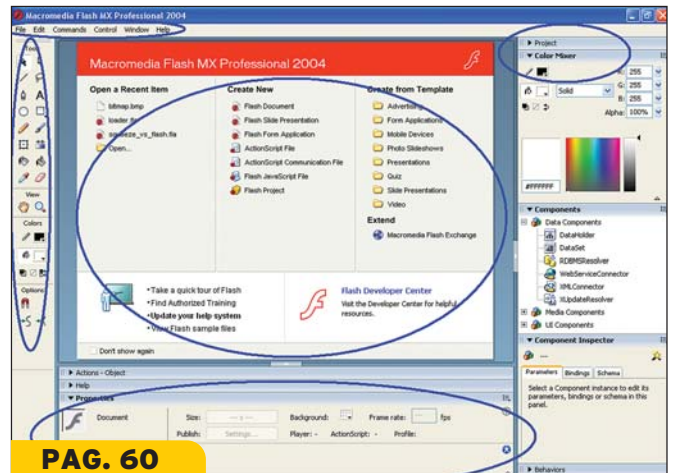 Macromedia Flash MX Professional 2004
File Edit Commands Control Window Help
Tools
View
Colors
Options
Macromedia Flash MX Professional 2004
Open a Recent Item
bitmap.bmp
loader.fla
squeeze_vs_flash.fla
Open...
Create New
Flash Document
Flash Slide Presentation
Flash Form Application
ActionScript File
ActionScript Communication File
Flash JavaScript File
Flash Project
Create from Template
Advertising
Form Applications
Mobile Devices
Photo Slideshows
Presentations
Quiz
Slide Presentations
Video
Extend
Macromedia Flash Exchange
•Take a quick tour of Flash
•Find Authorized Training
•Update your help system
•View Flash sample files
Flash Developer Center
Visit the Developer Center for helpful
resources.
Don't show again
Actions - Object
Help
Properties
Document
Size:
Background:
Frame rate:
fps
Publish:
Settings...
Player: -
ActionScript: -
Profile:
Project
Color Mixer
R: 255
Solid
G: 255
B: 255
Alpha: 100%
#FFFFFF
Components
Data Components
DataHolder
DataSet
RDBMSResolver
WebServiceConnector
XMLConnector
XUpdateResolver
Media Components
UI Components
Component Inspector
Parameters Bindings Schema
Select a Component instance to edit its
parameters, bindings or schema in this
panel.
Behaviors
PAG. 60